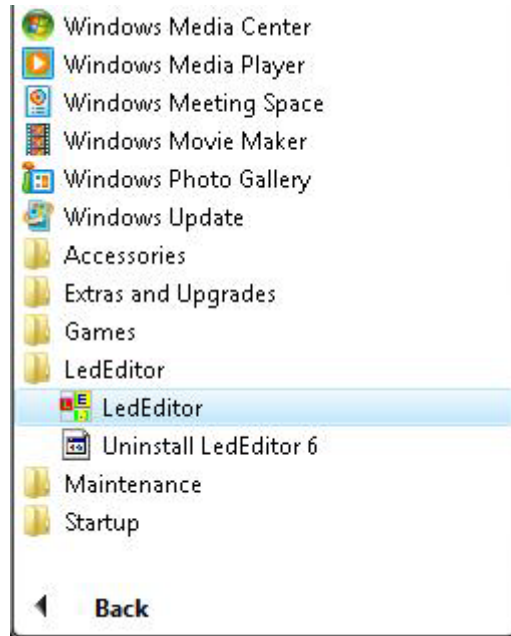 Windows Media Center
Windows Media Player
Windows Meeting Space
Windows Movie Maker
Windows Photo Gallery
Windows Update
Accessories
Extras and Upgrades
Games
LedEditor
LedEditor
Uninstall LedEditor 6
Maintenance
Startup
Back